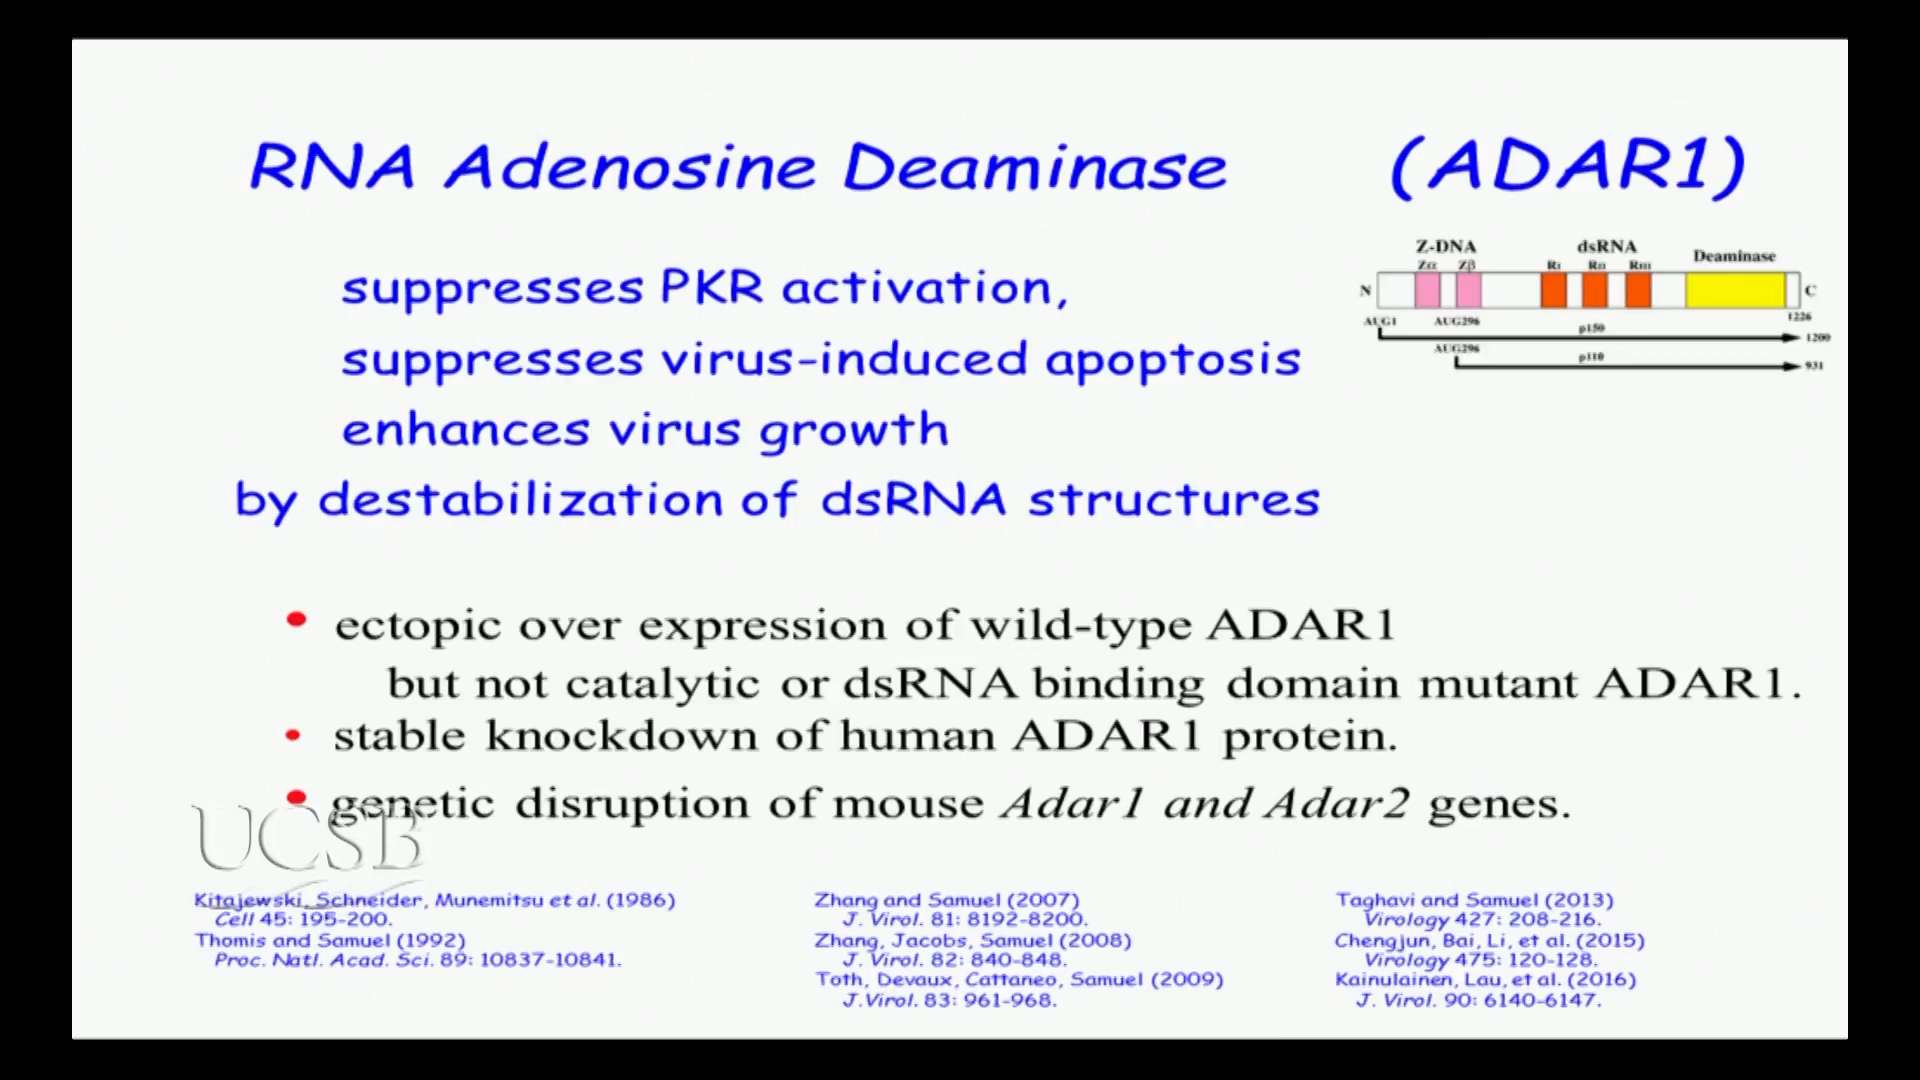 RNA Adenosine Deaminase (ADAR1)
Z-DNA dsRNA Deaminase
Zα Zβ RI RII RIII
N C
AUG1 AUG296 1226
p150 1200
AUG296 p110 931
suppresses PKR activation,
suppresses virus-induced apoptosis
enhances virus growth
by destabilization of dsRNA structures
• ectopic over expression of wild-type ADAR1
but not catalytic or dsRNA binding domain mutant ADAR1.
• stable knockdown of human ADAR1 protein.
• genetic disruption of mouse Adar1 and Adar2 genes.
UCSB
Kitajewski, Schneider, Munemitsu et al. (1986)
Cell 45: 195-200.
Thomis and Samuel (1992)
Proc. Natl. Acad. Sci. 89: 10837-10841.
Zhang and Samuel (2007)
J. Virol. 81: 8192-8200.
Zhang, Jacobs, Samuel (2008)
J. Virol. 82: 840-848.
Toth, Devaux, Cattaneo, Samuel (2009)
J.Virol. 83: 961-968.
Taghavi and Samuel (2013)
Virology 427: 208-216.
Chengjun, Bai, Li, et al. (2015)
Virology 475: 120-128.
Kainulainen, Lau, et al. (2016)
J. Virol. 90: 6140-6147.